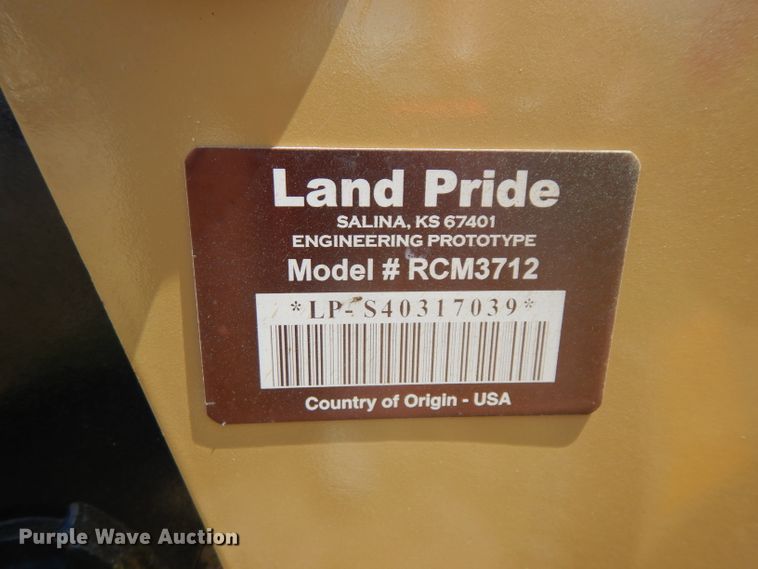 Land Pride
SALINA, KS 67401
ENGINEERING PROTOTYPE
Model # RCM3712
*LP- S40317039*
Country of Origin - USA
Purple Wave Auction®